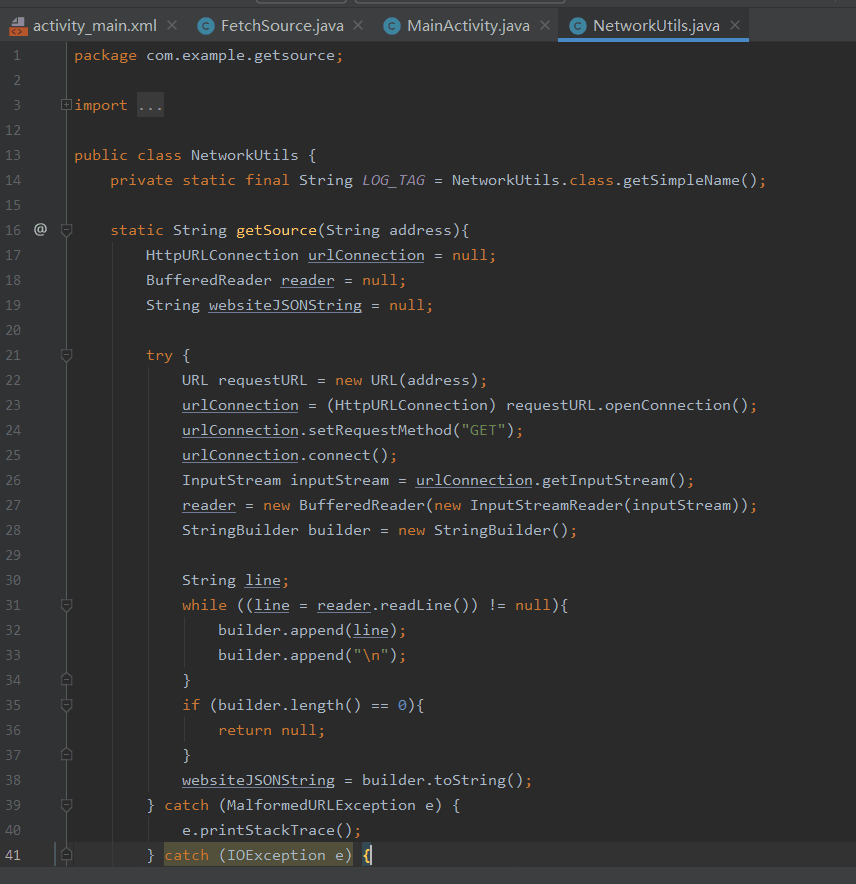 activity_main.xml FetchSource.java MainActivity.java NetworkUtils.java
1 package com.example.getsource;
2
3 import ...
12
13 public class NetworkUtils {
14 private static final String LOG_TAG = NetworkUtils.class.getSimpleName();
15
16 @ static String getSource(String address){
17 HttpURLConnection urlConnection = null;
18 BufferedReader reader = null;
19 String websiteJSONString = null;
20
21 try {
22 URL requestURL = new URL(address);
23 urlConnection = (HttpURLConnection) requestURL.openConnection();
24 urlConnection.setRequestMethod("GET");
25 urlConnection.connect();
26 InputStream inputStream = urlConnection.getInputStream();
27 reader = new BufferedReader(new InputStreamReader(inputStream));
28 StringBuilder builder = new StringBuilder();
29
30 String line;
31 while ((line = reader.readLine()) != null){
32 builder.append(line);
33 builder.append("\n");
34 }
35 if (builder.length() == 0){
36 return null;
37 }
38 websiteJSONString = builder.toString();
39 } catch (MalformedURLException e) {
40 e.printStackTrace();
41 } catch (IOException e) {